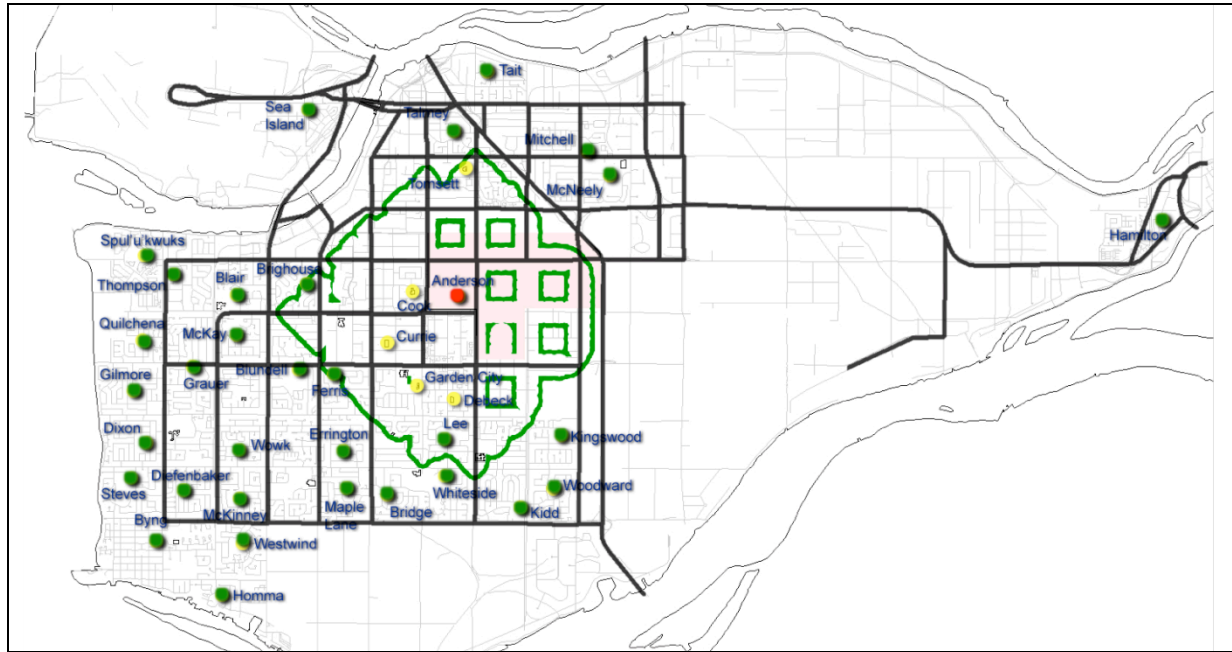 Tait
Sea
Island
Talmey
Mitchell
Tomsett
McNeely
Hamilton
Spul'u'kwuks
Thompson
Blair
Brighouse
Anderson
Cook
Quilchena
McKay
Currie
Grauer
Blundell
Ferris
Garden City
Gilmore
Debeck
Dixon
Errington
Lee
Kingswood
Wowk
Diefenbaker
Steves
Whiteside
Woodward
McKinney
Maple
Lane
Bridge
Kidd
Byng
Westwind
Homma